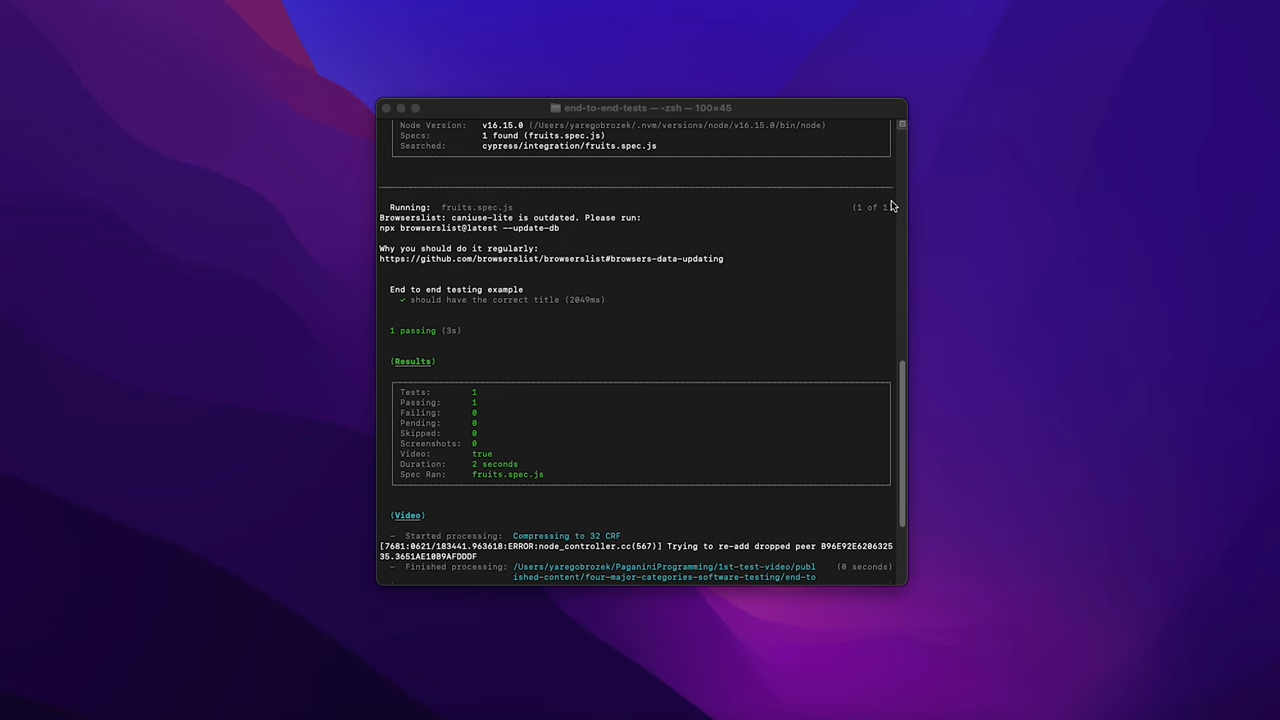 end-to-end-tests — -zsh — 100×45
Node Version: v16.15.0 (/Users/yaregobrozek/.nvm/versions/node/v16.15.0/bin/node)
Specs: 1 found (fruits.spec.js)
Searched: cypress/integration/fruits.spec.js
Running: fruits.spec.js (1 of 1
Browserslist: caniuse-lite is outdated. Please run:
npx browserslist@latest --update-db
Why you should do it regularly:
https://github.com/browserslist/browserslist#browsers-data-updating
End to end testing example
✓ should have the correct title (2049ms)
1 passing (3s)
(Results)
Tests: 1
Passing: 1
Failing: 0
Pending: 0
Skipped: 0
Screenshots: 0
Video: true
Duration: 2 seconds
Spec Ran: fruits.spec.js
(Video)
– Started processing: Compressing to 32 CRF
[7681:0621/183441.963618:ERROR:node_controller.cc(567)] Trying to re-add dropped peer B96E92E6206325
35.3651AE10B9AFDDDF
– Finished processing: /Users/yaregobrozek/PaganiniProgramming/1st-test-video/publ (0 seconds)
ished-content/four-major-categories-software-testing/end-to